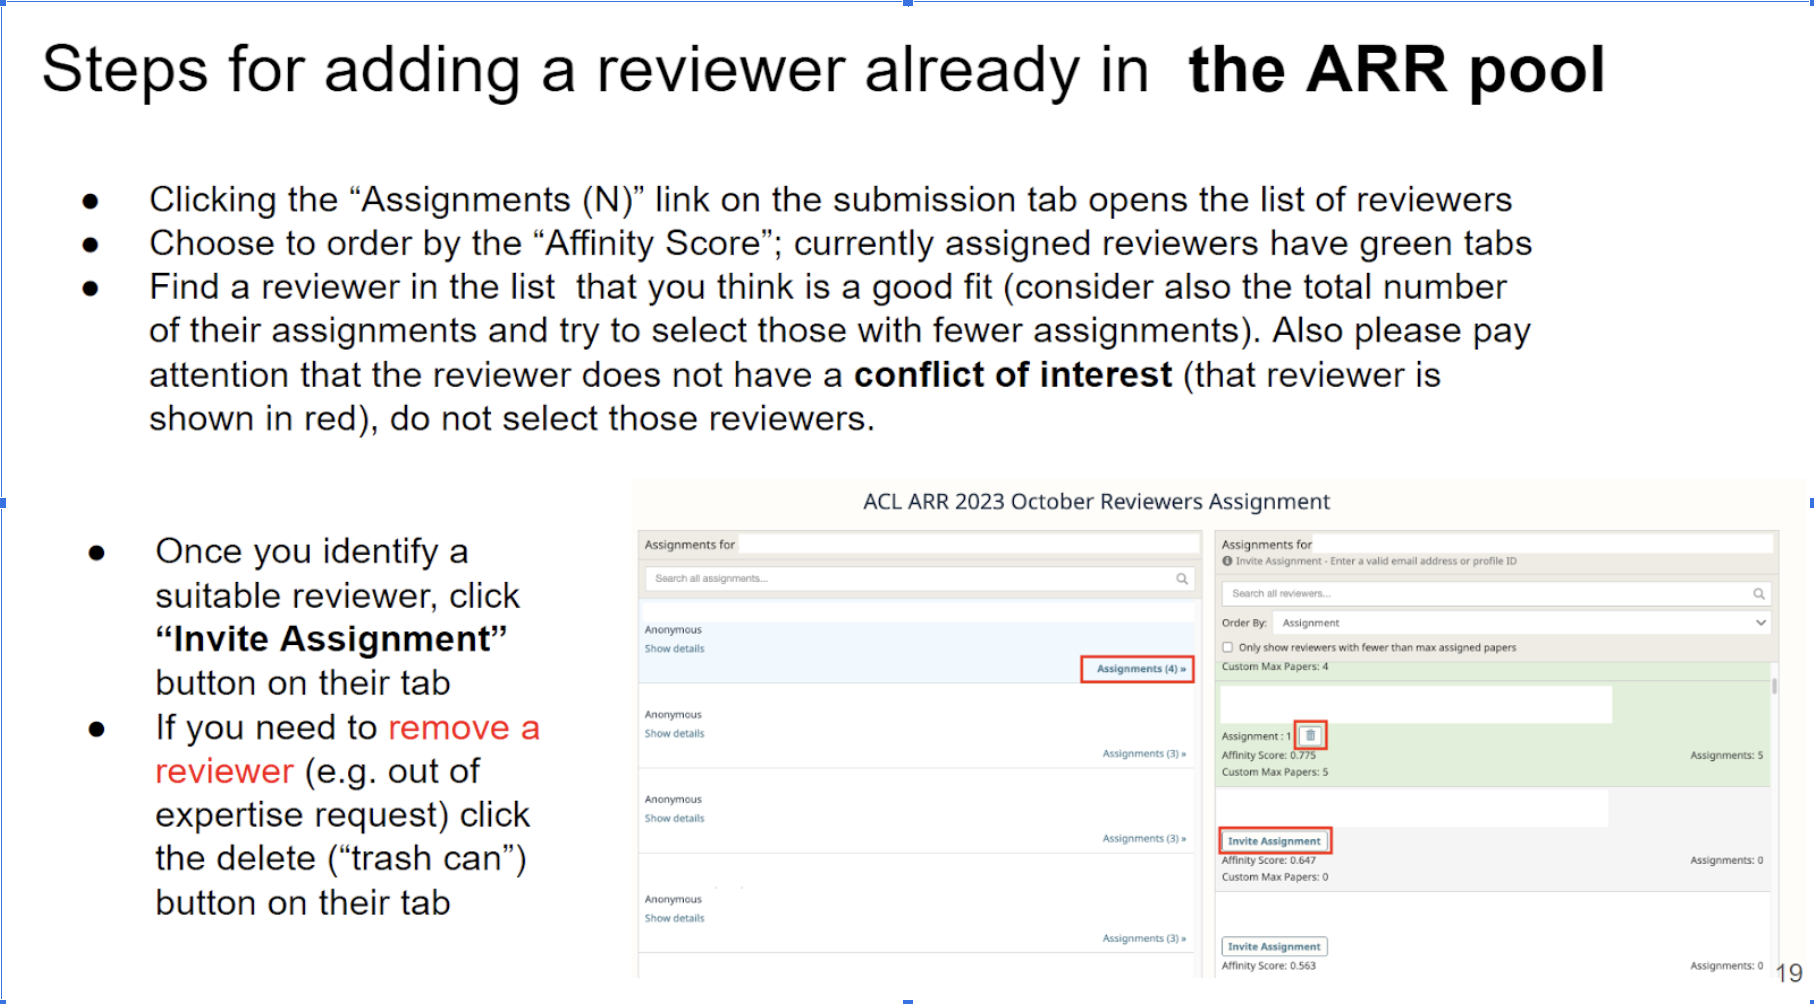 Steps for adding a reviewer already in the ARR pool
● Clicking the “Assignments (N)” link on the submission tab opens the list of reviewers
● Choose to order by the “Affinity Score”; currently assigned reviewers have green tabs
● Find a reviewer in the list that you think is a good fit (consider also the total number
of their assignments and try to select those with fewer assignments). Also please pay
attention that the reviewer does not have a conflict of interest (that reviewer is
shown in red), do not select those reviewers.
● Once you identify a
suitable reviewer, click
“Invite Assignment”
button on their tab
● If you need to remove a
reviewer (e.g. out of
expertise request) click
the delete (“trash can”)
button on their tab
ACL ARR 2023 October Reviewers Assignment
Assignments for
Search all assignments...
Anonymous
Show details
Assignments (4) »
Anonymous
Show details
Assignments (3) »
Anonymous
Show details
Assignments (3) »
Anonymous
Show details
Assignments (3) »
Assignments for
Invite Assignment - Enter a valid email address or profile ID
Search all reviewers...
Order By: Assignment
Only show reviewers with fewer than max assigned papers
Custom Max Papers: 4
Assignment : 1
Affinity Score: 0.775 Assignments: 5
Custom Max Papers: 5
Invite Assignment
Affinity Score: 0.647 Assignments: 0
Custom Max Papers: 0
Invite Assignment
Affinity Score: 0.563 Assignments: 0
19